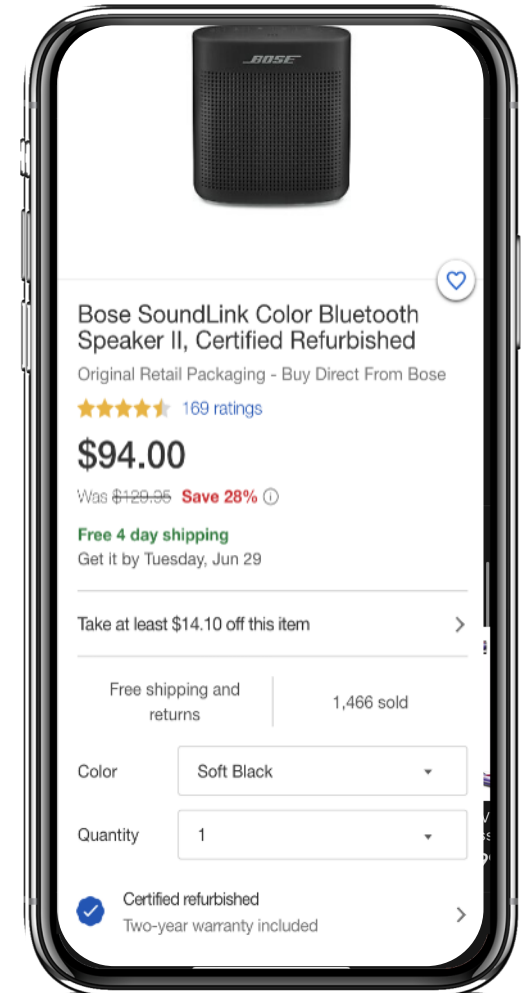 BOSE
Bose SoundLink Color Bluetooth
Speaker II, Certified Refurbished
Original Retail Packaging - Buy Direct From Bose
169 ratings
$94.00
Was $129.95 Save 28%
Free 4 day shipping
Get it by Tuesday, Jun 29
Take at least $14.10 off this item
Free shipping and
returns
1,466 sold
Color
Soft Black
Quantity
1
Certified refurbished
Two-year warranty included